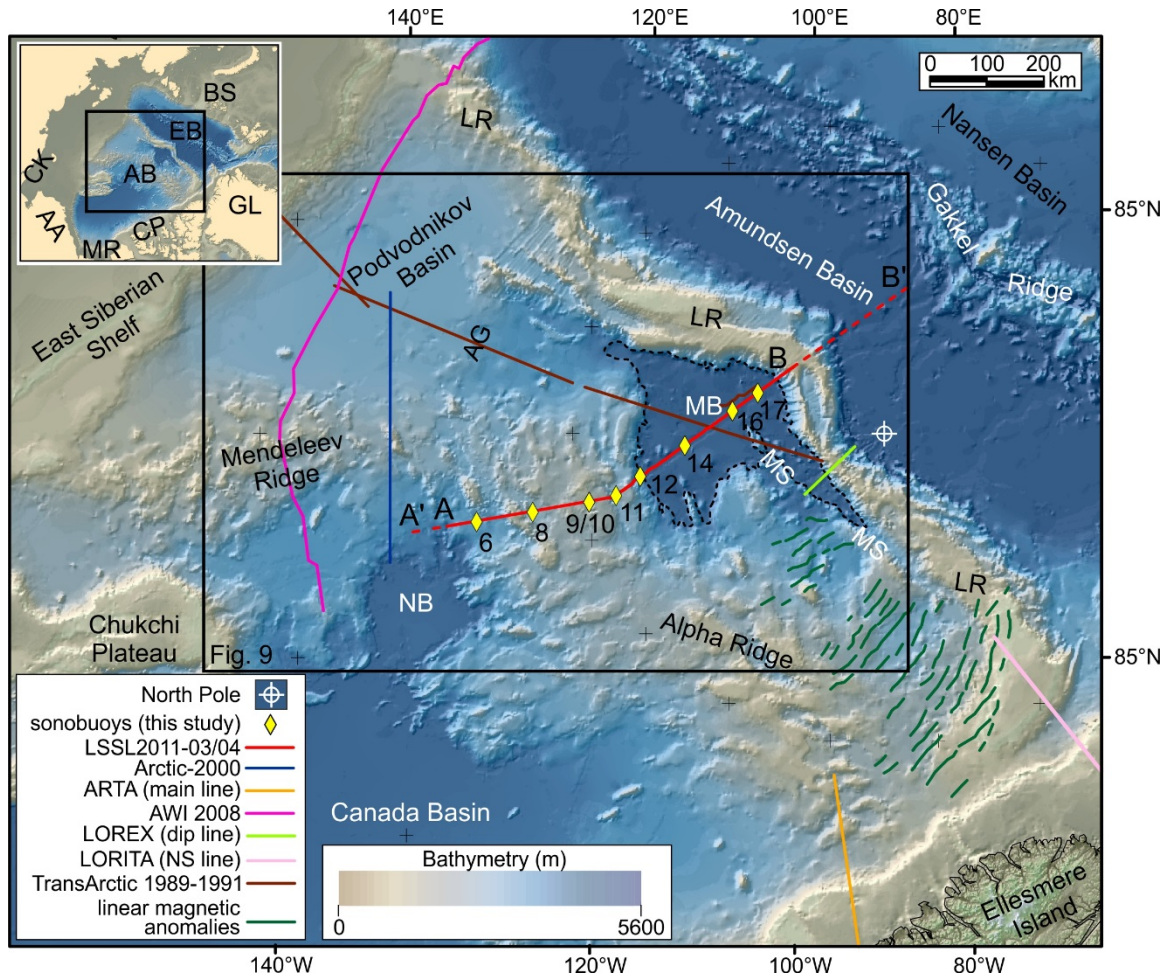 140°E
120°E
100°E
80°E
BS
EB
CK
AB
GL
AA
CP
MR
0 100 200
km
LR
Nansen Basin
Gakkel
Ridge
85°N
Amundsen Basin
Podvodnikov
Basin
East Siberian
Shelf
B'
LR
AG
B
MB
17
16
Mendeleev
Ridge
14
MS
12
A' A
11
9/10
8
6
MS
LR
NB
Alpha Ridge
Chukchi
Plateau
Fig. 9
85°N
North Pole
sonobuoys (this study)
LSSL2011-03/04
Arctic-2000
ARTA (main line)
AWI 2008
LOREX (dip line)
LORITA (NS line)
TransArctic 1989-1991
linear magnetic
anomalies
Canada Basin
Bathymetry (m)
0 5600
Ellesmere
Island
140°W
120°W
100°W
80°W